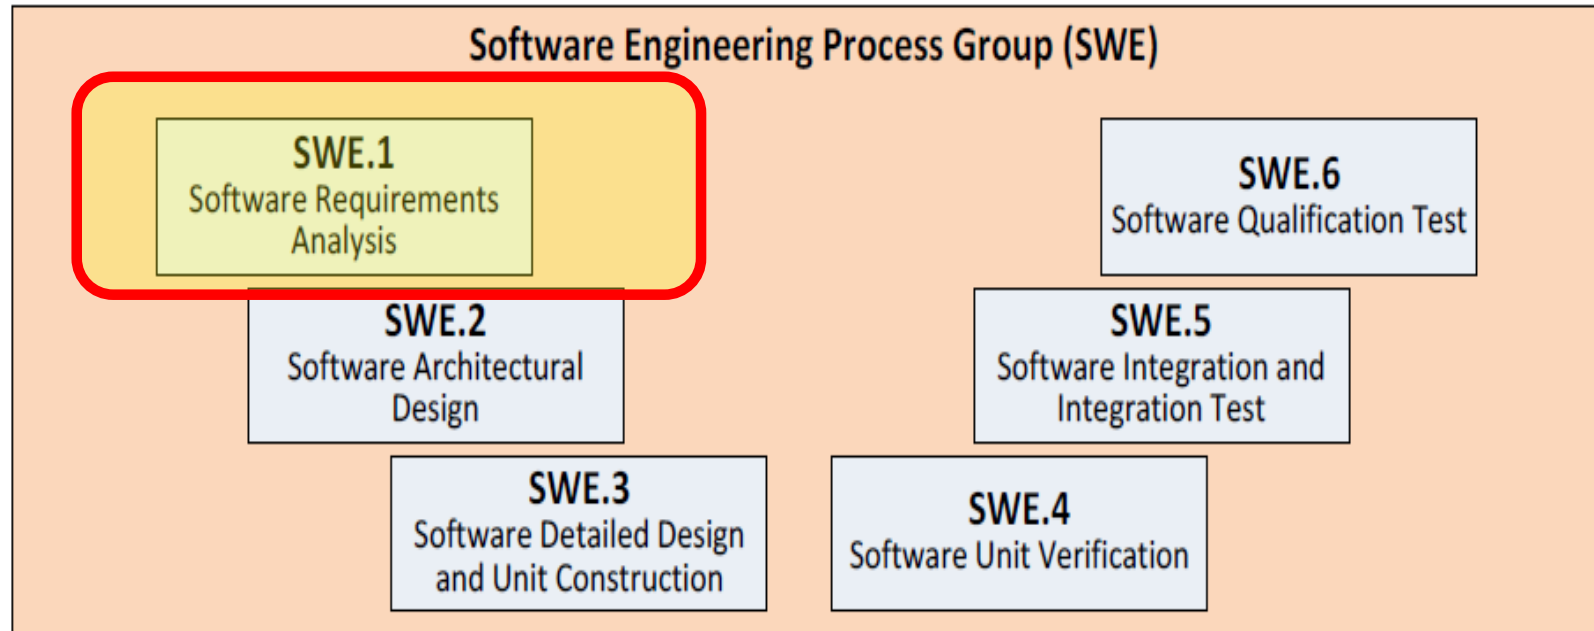 Software Engineering Process Group (SWE)
SWE.1
Software Requirements
Analysis
SWE.6
Software Qualification Test
SWE.2
Software Architectural
Design
SWE.5
Software Integration and
Integration Test
SWE.3
Software Detailed Design
and Unit Construction
SWE.4
Software Unit Verification